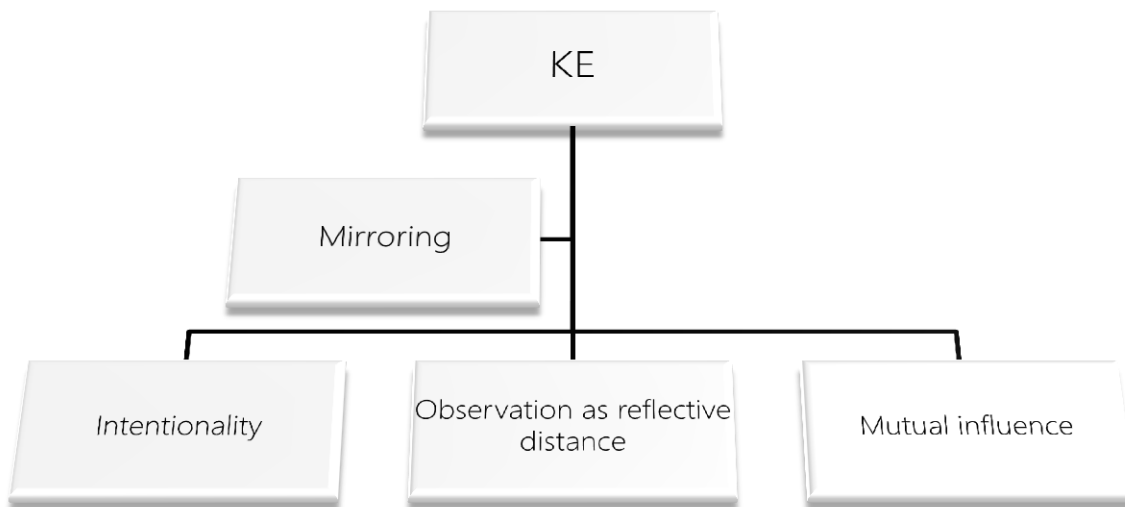 KE
Mirroring
Intentionality
Observation as reflective
distance
Mutual influence